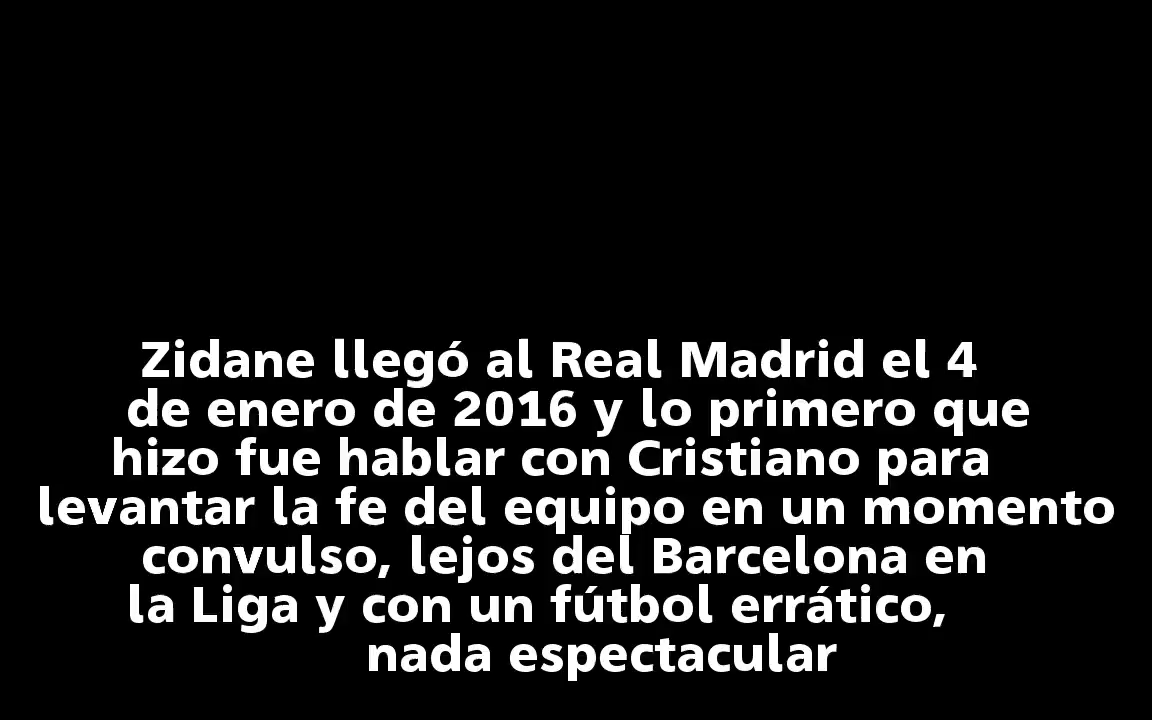 Zidane llegó al Real Madrid el 4
de enero de 2016 y lo primero que
hizo fue hablar con Cristiano para
levantar la fe del equipo en un momento
convulso, lejos del Barcelona en
la Liga y con un fútbol errático,
nada espectacular